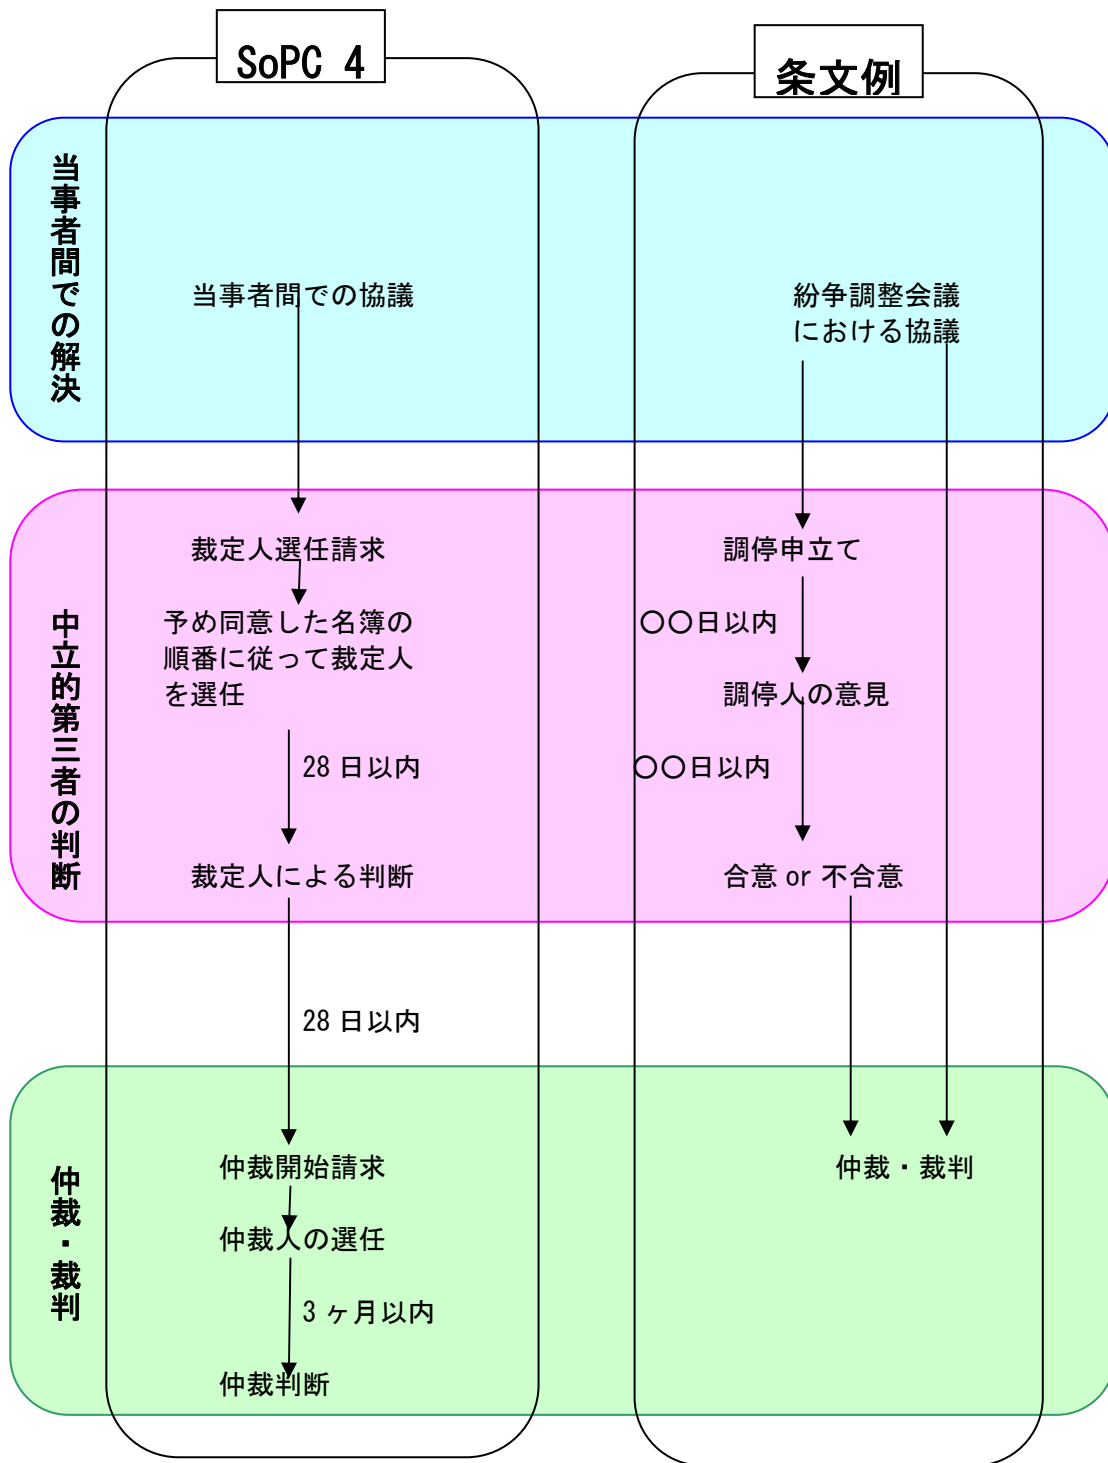 SoPC 4
条文例
当事者間での解決
当事者間での協議
紛争調整会議
における協議
中立的第三者の判断
裁定人選任請求
調停申立て
予め同意した名簿の
順番に従って裁定人
を選任
〇〇日以内
調停人の意見
28 日以内
〇〇日以内
裁定人による判断
合意 or 不合意
28 日以内
仲裁・裁判
仲裁開始請求
仲裁・裁判
仲裁人の選任
3 ヶ月以内
仲裁判断